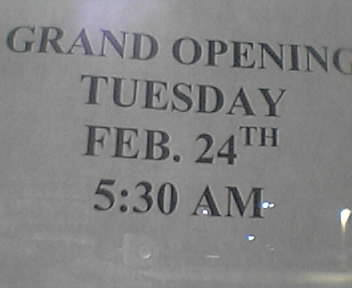 GRAND OPENING
TUESDAY
FEB. 24TH
5:30 AM